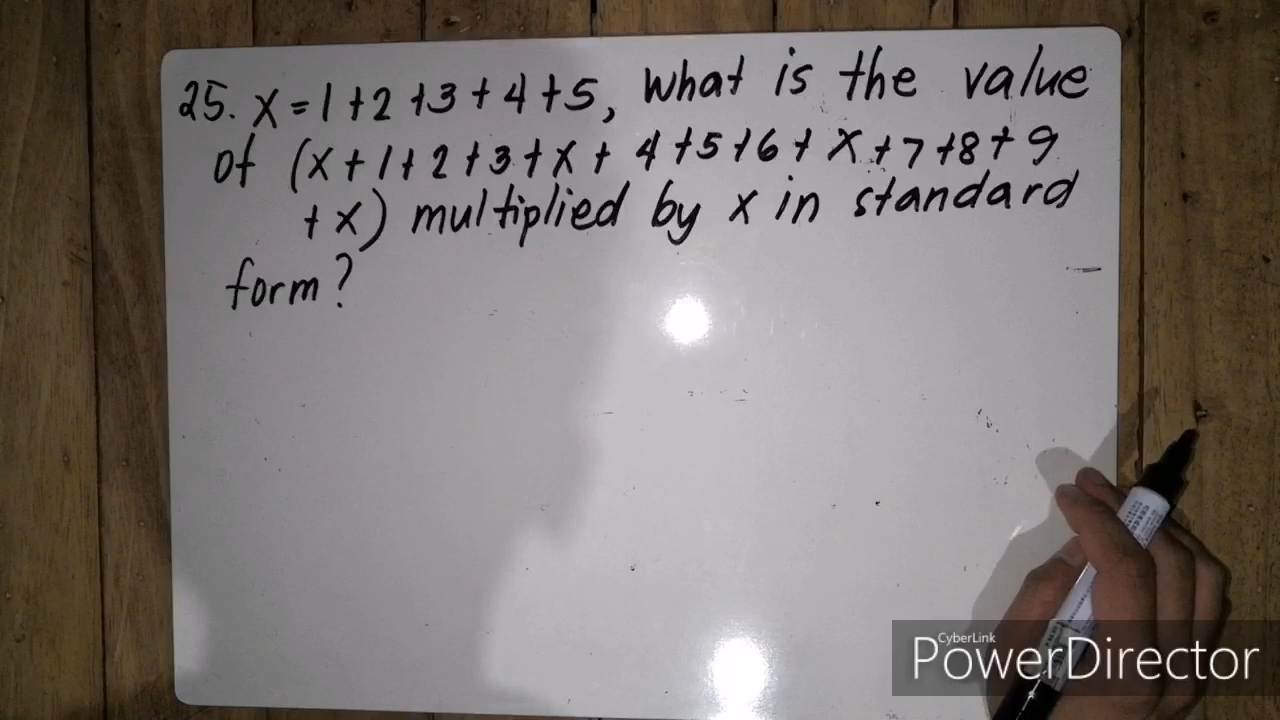 25. x = 1 + 2 + 3 + 4 + 5, what is the value
of (x + 1 + 2 + 3 + x + 4 + 5 + 6 + x + 7 + 8 + 9
+ x) multiplied by x in standard
form?
CyberLink
PowerDirector